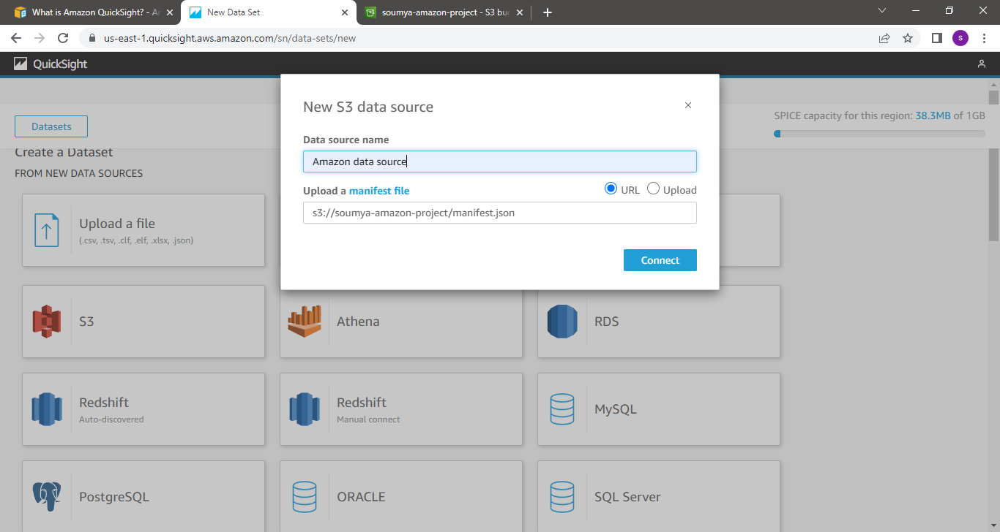 What is Amazon QuickSight? - A
New Data Set
soumya-amazon-project - S3 bu
us-east-1.quicksight.aws.amazon.com/sn/data-sets/new
S
QuickSight
New S3 data source
Data source name
Amazon data source
Upload a manifest file
URL
Upload
s3://soumya-amazon-project/manifest.json
Connect
Datasets
SPICE capacity for this region: 38.3MB of 1GB
Create a Dataset
FROM NEW DATA SOURCES
Upload a file
(.csv, .tsv, .clf, .elf, .xlsx, .json)
S3
Athena
RDS
Redshift
Auto-discovered
Redshift
Manual connect
MySQL
PostgreSQL
ORACLE
SQL Server